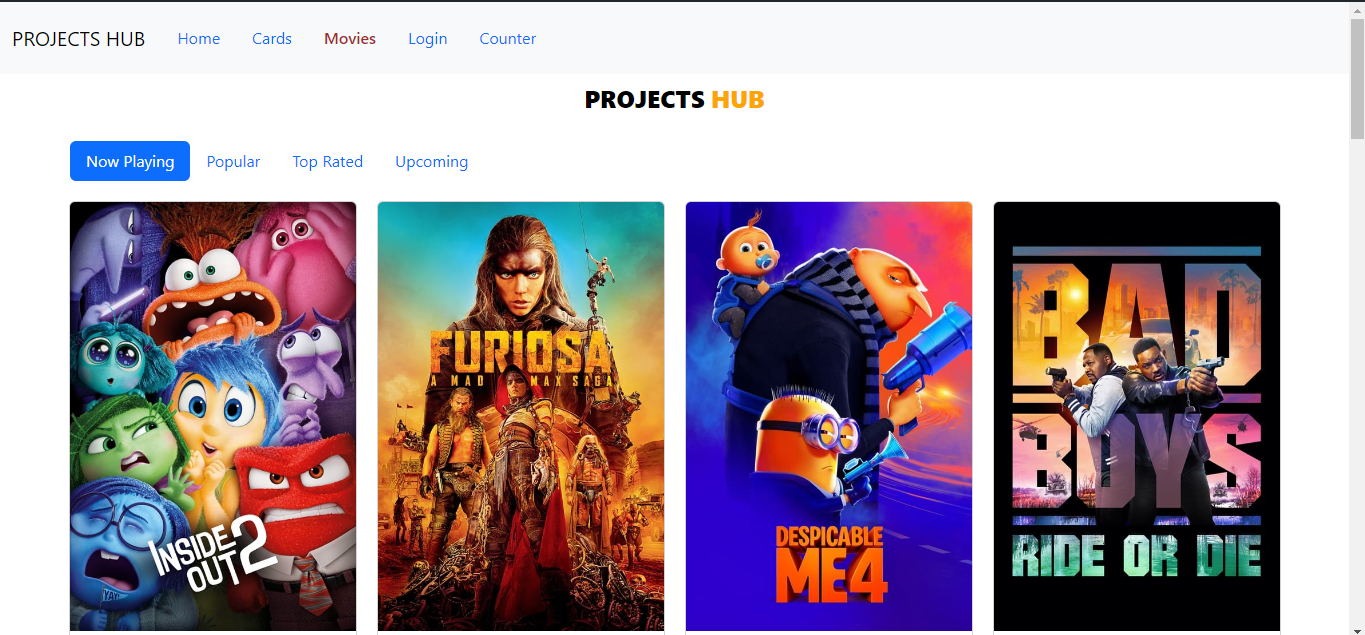 PROJECTS HUB Home Cards Movies Login Counter
PROJECTS HUB
Now Playing Popular Top Rated Upcoming
INSIDE
OUT 2
YAY!
FURIOSA
A MAD MAX SAGA
DESPICABLE
ME 4
BAD
BOYS
RIDE OR DIE